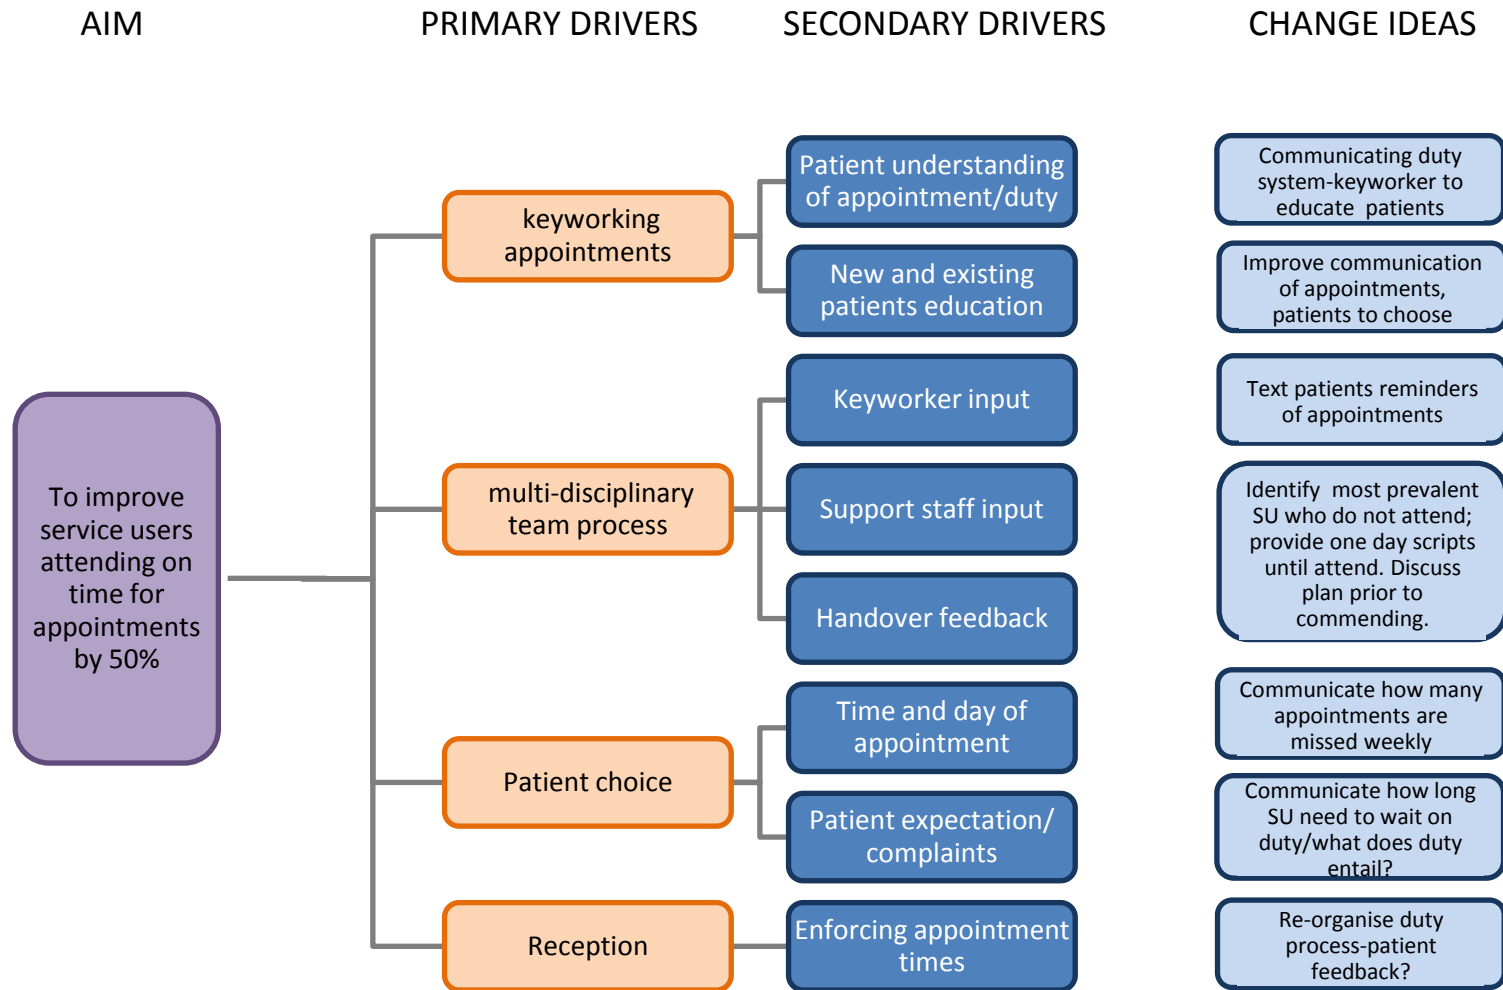 AIM
PRIMARY DRIVERS
SECONDARY DRIVERS
CHANGE IDEAS
To improve
service users
attending on
time for
appointments
by 50%
keyworking
appointments
multi-disciplinary
team process
Patient choice
Reception
Patient understanding
of appointment/duty
New and existing
patients education
Keyworker input
Support staff input
Handover feedback
Time and day of
appointment
Patient expectation/
complaints
Enforcing appointment
times
Communicating duty
system-keyworker to
educate patients
Improve communication
of appointments,
patients to choose
Text patients reminders
of appointments
Identify most prevalent
SU who do not attend;
provide one day scripts
until attend. Discuss
plan prior to
commending.
Communicate how many
appointments are
missed weekly
Communicate how long
SU need to wait on
duty/what does duty
entail?
Re-organise duty
process-patient
feedback?